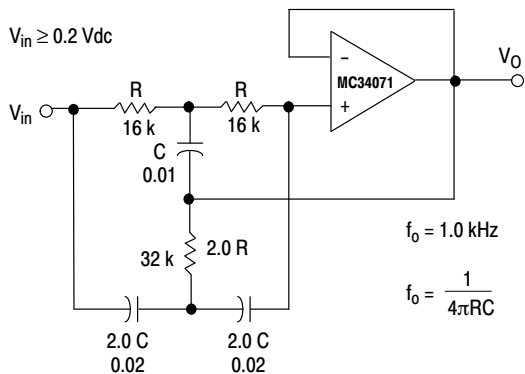 V_in ≥ 0.2 Vdc
MC34071
−
+
V_O
V_in
R
16 k
R
16 k
C
0.01
32 k
2.0 R
f_o = 1.0 kHz
f_o = 1 / 4πRC
2.0 C
0.02
2.0 C
0.02